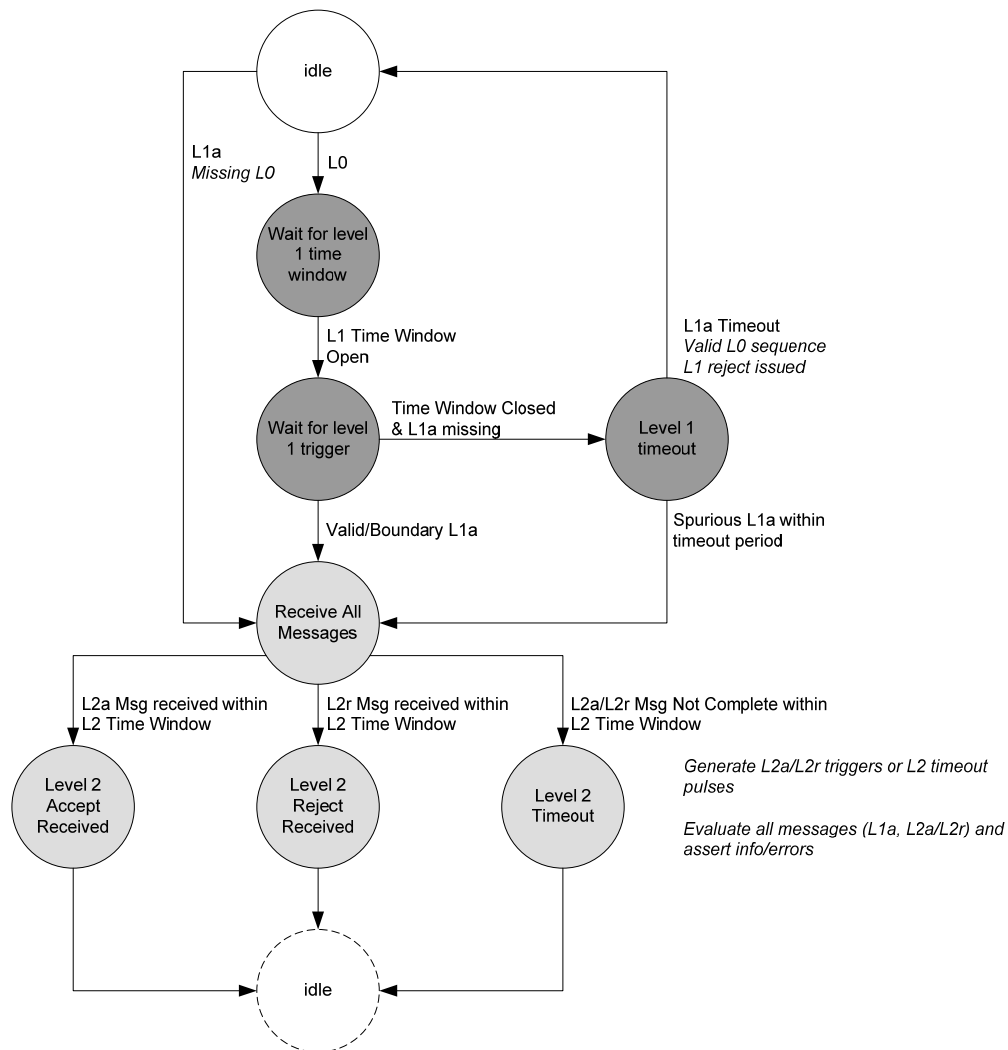 idle
L1a
Missing L0
L0
Wait for level
1 time
window
L1 Time Window
Open
L1a Timeout
Valid L0 sequence
L1 reject issued
Wait for level
1 trigger
Time Window Closed
& L1a missing
Level 1
timeout
Valid/Boundary L1a
Spurious L1a within
timeout period
Receive All
Messages
L2a Msg received within
L2 Time Window
L2r Msg received within
L2 Time Window
L2a/L2r Msg Not Complete within
L2 Time Window
Level 2
Accept
Received
Level 2
Reject
Received
Level 2
Timeout
Generate L2a/L2r triggers or L2 timeout
pulses
Evaluate all messages (L1a, L2a/L2r) and
assert info/errors
idle